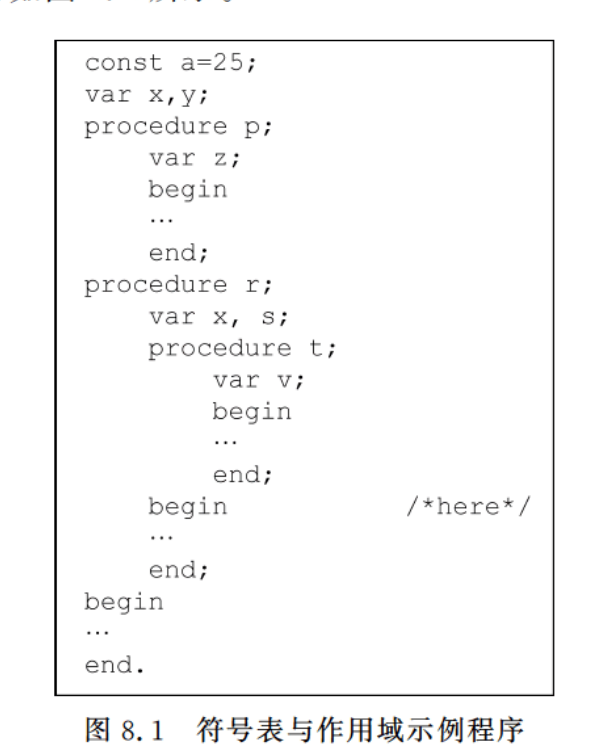 const a=25;
var x,y;
procedure p;
var z;
begin
…
end;
procedure r;
var x, s;
procedure t;
var v;
begin
…
end;
begin /*here*/
…
end;
begin
…
end.
图 8.1 符号表与作用域示例程序